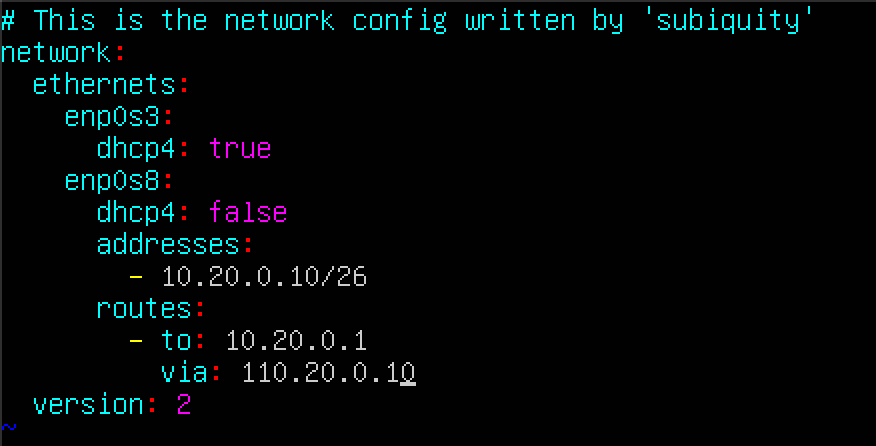 # This is the network config written by 'subiquity'
network:
  ethernets:
    enp0s3:
      dhcp4: true
    enp0s8:
      dhcp4: false
      addresses:
        - 10.20.0.10/26
      routes:
        - to: 10.20.0.1
          via: 110.20.0.10
  version: 2
~